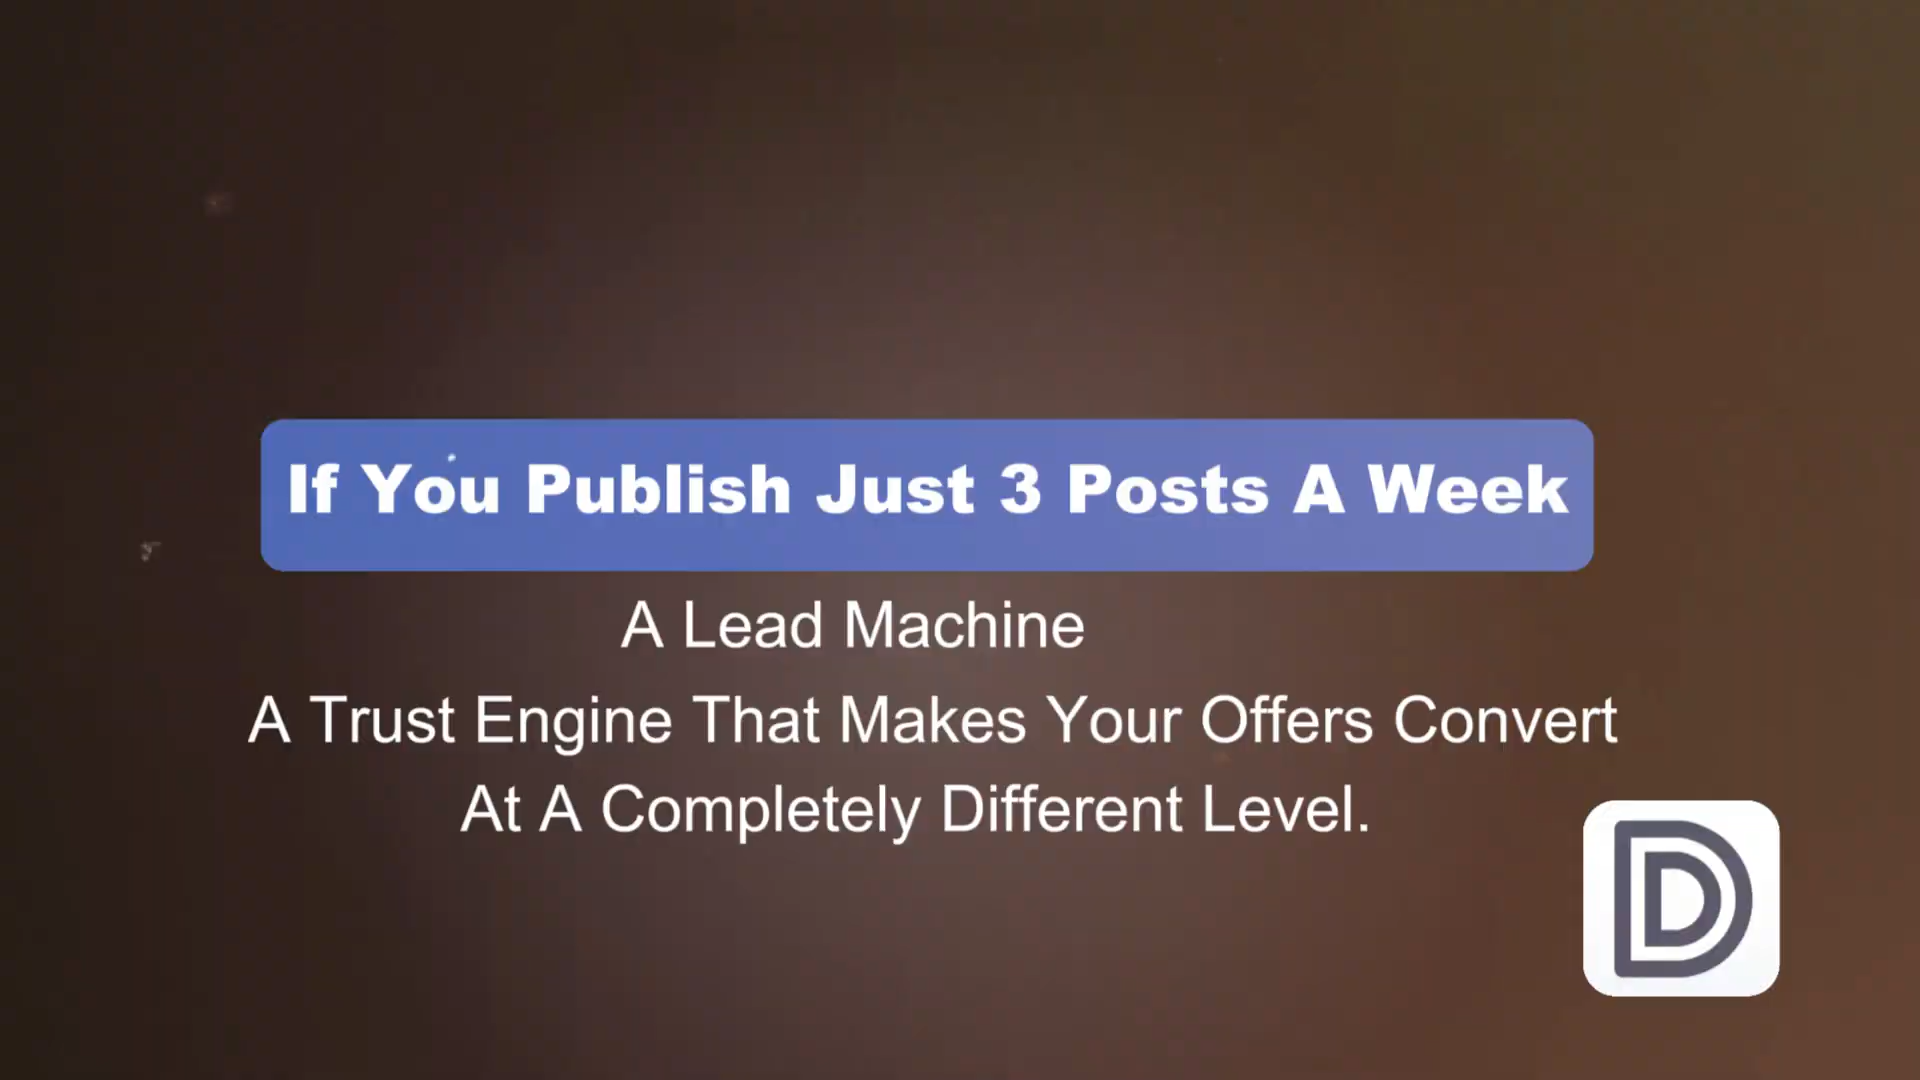 If You Publish Just 3 Posts A Week
A Lead Machine
A Trust Engine That Makes Your Offers Convert
At A Completely Different Level.
D